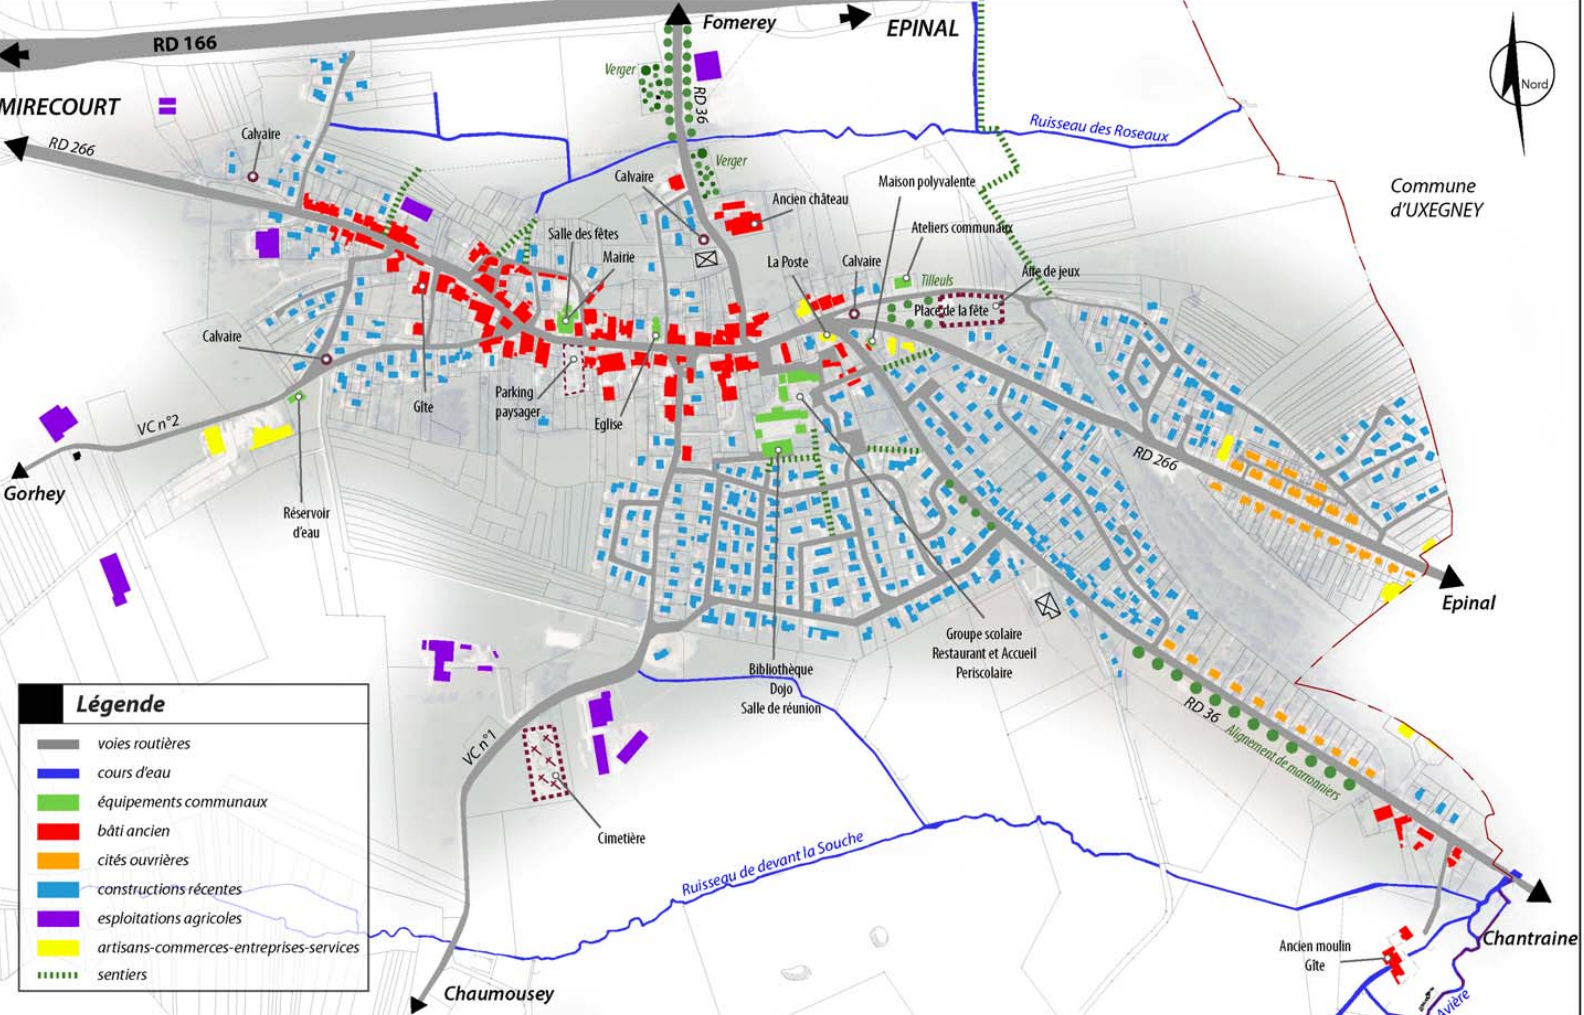 Fomerey
EPINAL
RD 166
Nord
Verger
RD 36
MIRECOURT
Calvaire
RD 266
Ruisseau des Roseaux
Verger
Calvaire
Maison polyvalente
Commune
d'UXEGNEY
Ancien château
Salle des fêtes
Ateliers communaux
Mairie
La Poste
Calvaire
Aire de jeux
Tilleuls
Place de la fête
Calvaire
Parking
paysager
Gîte
Eglise
VC n°2
RD 266
Gorhey
Réservoir
d'eau
Epinal
Groupe scolaire
Restaurant et Accueil
Periscolaire
Bibliothèque
Dojo
Salle de réunion
RD 36
Alignement de marronniers
VC n°1
Cimetière
Ruisseau de devant la Souche
Légende
voies routières
cours d'eau
équipements communaux
bâti ancien
cités ouvrières
constructions récentes
esploitations agricoles
artisans-commerces-entreprises-services
sentiers
Ancien moulin
Gîte
Chantraine
Chaumousey
Avière